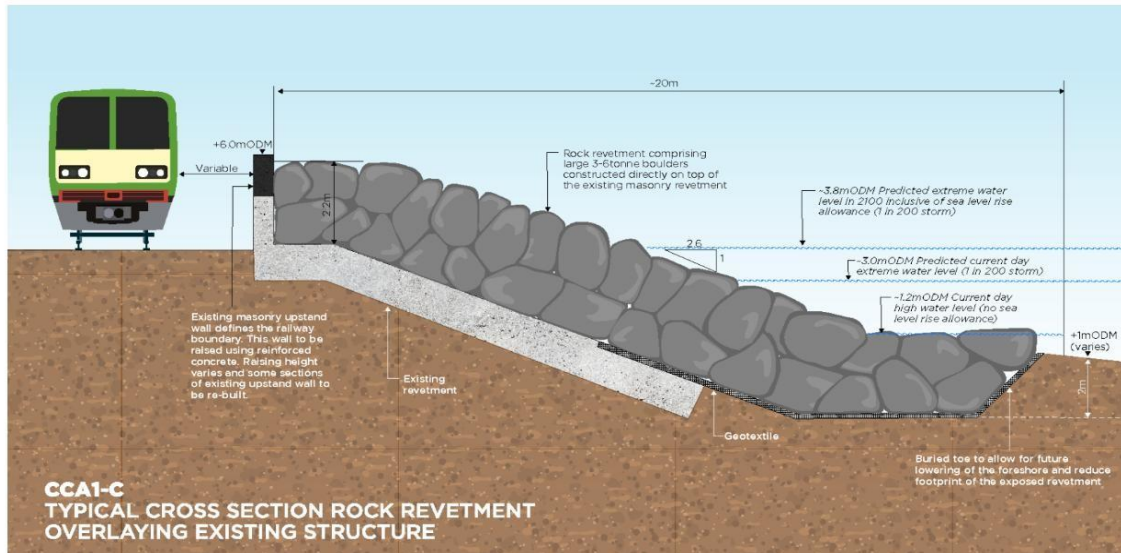 ~20m
+6.0mODM
Variable
2.2m
Rock revetment comprising
large 3-6tonne boulders
constructed directly on top of
the existing masonry revetment
~3.8mODM Predicted extreme water
level in 2100 inclusive of sea level rise
allowance (1 in 200 storm)
2.6
1
~3.0mODM Predicted current day
extreme water level (1 in 200 storm)
~1.2mODM Current day
high water level (no sea
level rise allowance)
+1mODM
(varies)
2m
Existing masonry upstand
wall defines the railway
boundary. This wall to be
raised using reinforced
concrete. Raising height
varies and some sections
of existing upstand wall to
be re-built.
Existing
revetment
Geotextile
Buried toe to allow for future
lowering of the foreshore and reduce
footprint of the exposed revetment
CCA1-C
TYPICAL CROSS SECTION ROCK REVETMENT
OVERLAYING EXISTING STRUCTURE